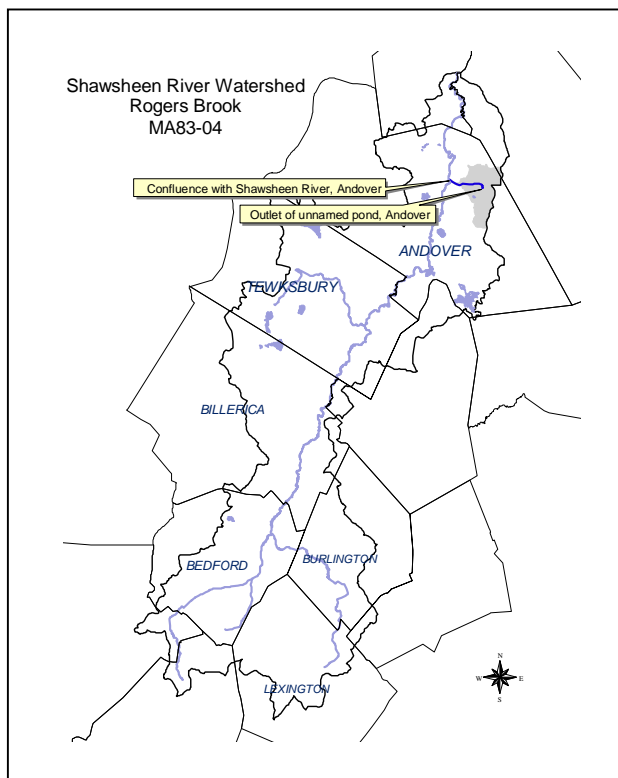 Shawsheen River Watershed
Rogers Brook
MA83-04
Confluence with Shawsheen River, Andover
Outlet of unnamed pond, Andover
ANDOVER
TEWKSBURY
BILLERICA
BEDFORD
BURLINGTON
LEXINGTON
N
W E
S